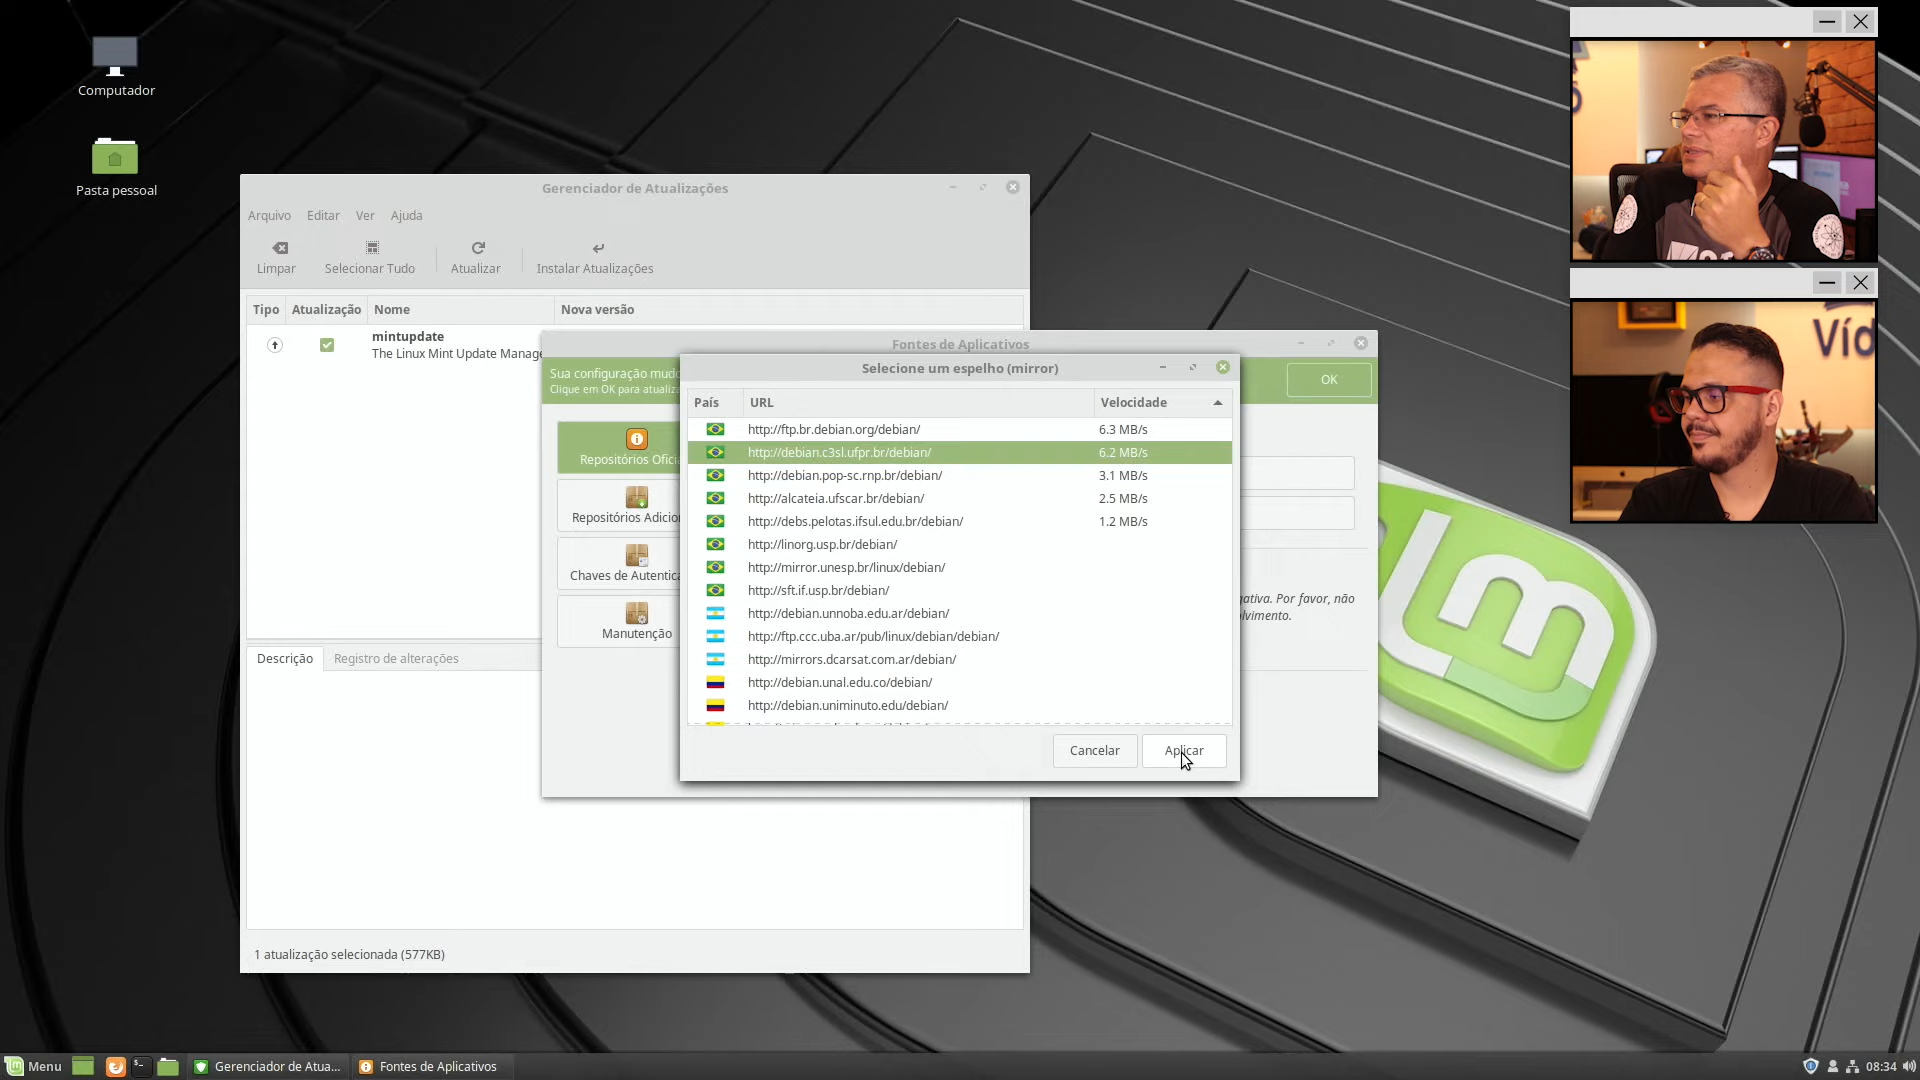 Computador
Pasta pessoal
Gerenciador de Atualizações
Arquivo Editar Ver Ajuda
Limpar Selecionar Tudo Atualizar Instalar Atualizações
Tipo Atualização Nome Nova versão
mintupdate
The Linux Mint Update Manage
Descrição Registro de alterações
1 atualização selecionada (577KB)
Fontes de Aplicativos
Sua configuração mudo
Clique em OK para atualiza
OK
Repositórios Oficia
Repositórios Adicion
Chaves de Autentica
Manutenção
gativa. Por favor, não
olvimento.
Selecione um espelho (mirror)
País URL Velocidade
http://ftp.br.debian.org/debian/ 6.3 MB/s
http://debian.c3sl.ufpr.br/debian/ 6.2 MB/s
http://debian.pop-sc.rnp.br/debian/ 3.1 MB/s
http://alcateia.ufscar.br/debian/ 2.5 MB/s
http://debs.pelotas.ifsul.edu.br/debian/ 1.2 MB/s
http://linorg.usp.br/debian/
http://mirror.unesp.br/linux/debian/
http://sft.if.usp.br/debian/
http://debian.unnoba.edu.ar/debian/
http://ftp.ccc.uba.ar/pub/linux/debian/debian/
http://mirrors.dcarsat.com.ar/debian/
http://debian.unal.edu.co/debian/
http://debian.uniminuto.edu/debian/
Cancelar Aplicar
Víd
Menu Gerenciador de Atua... Fontes de Aplicativos 08:34